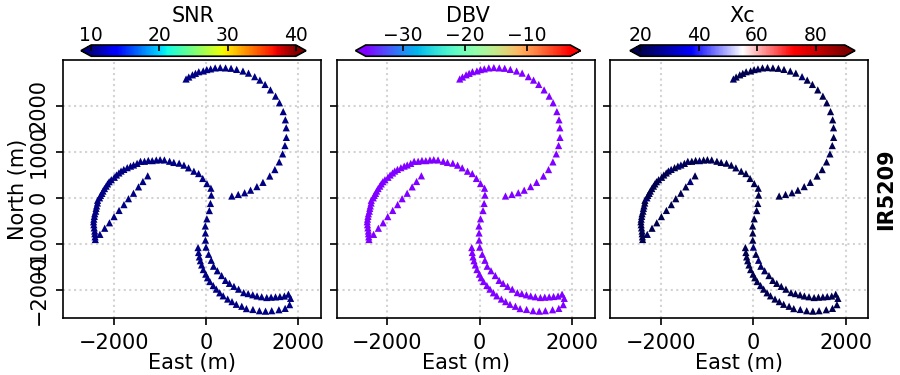 SNR
DBV
Xc
10 20 30 40
−30 −20 −10
20 40 60 80
North (m)
2000
1000
0
−1000
−2000
−2000 0 2000
−2000 0 2000
−2000 0 2000
East (m)
East (m)
East (m)
IR5209